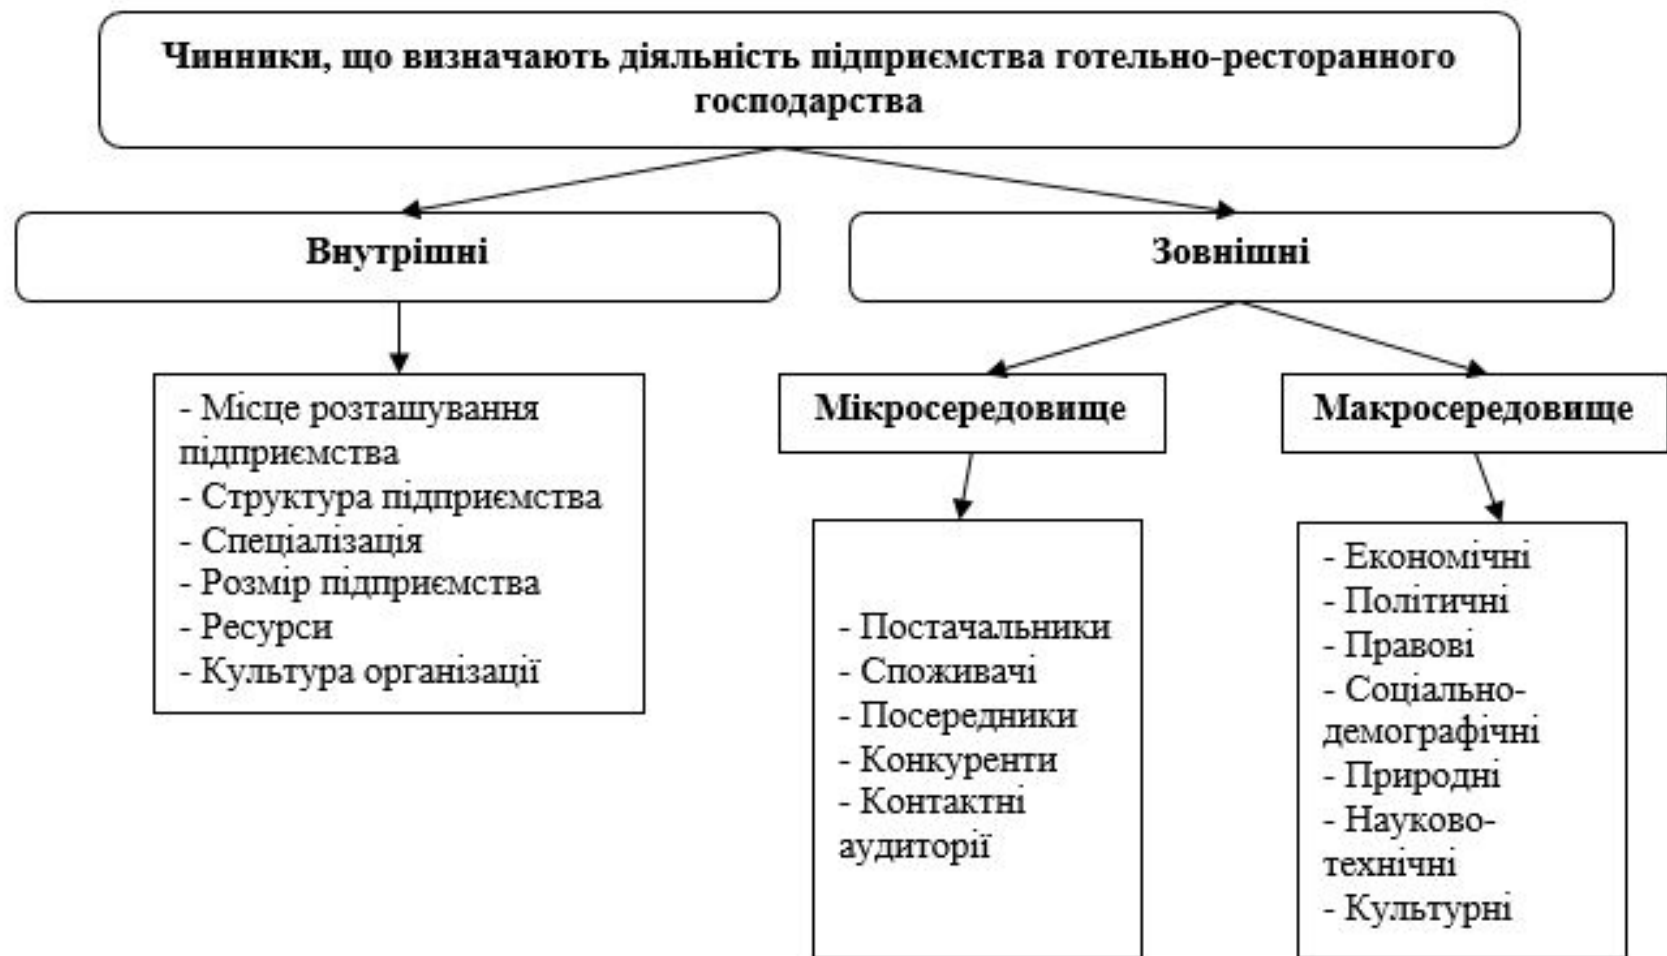 Чинники, що визначають діяльність підприємства готельно-ресторанного
господарства
Внутрішні
Зовнішні
- Місце розташування
підприємства
- Структура підприємства
- Спеціалізація
- Розмір підприємства
- Ресурси
- Культура організації
Мікросередовище
Макросередовище
- Постачальники
- Споживачі
- Посередники
- Конкуренти
- Контактні
аудиторії
- Економічні
- Політичні
- Правові
- Соціально-
демографічні
- Природні
- Науково-
технічні
- Культурні